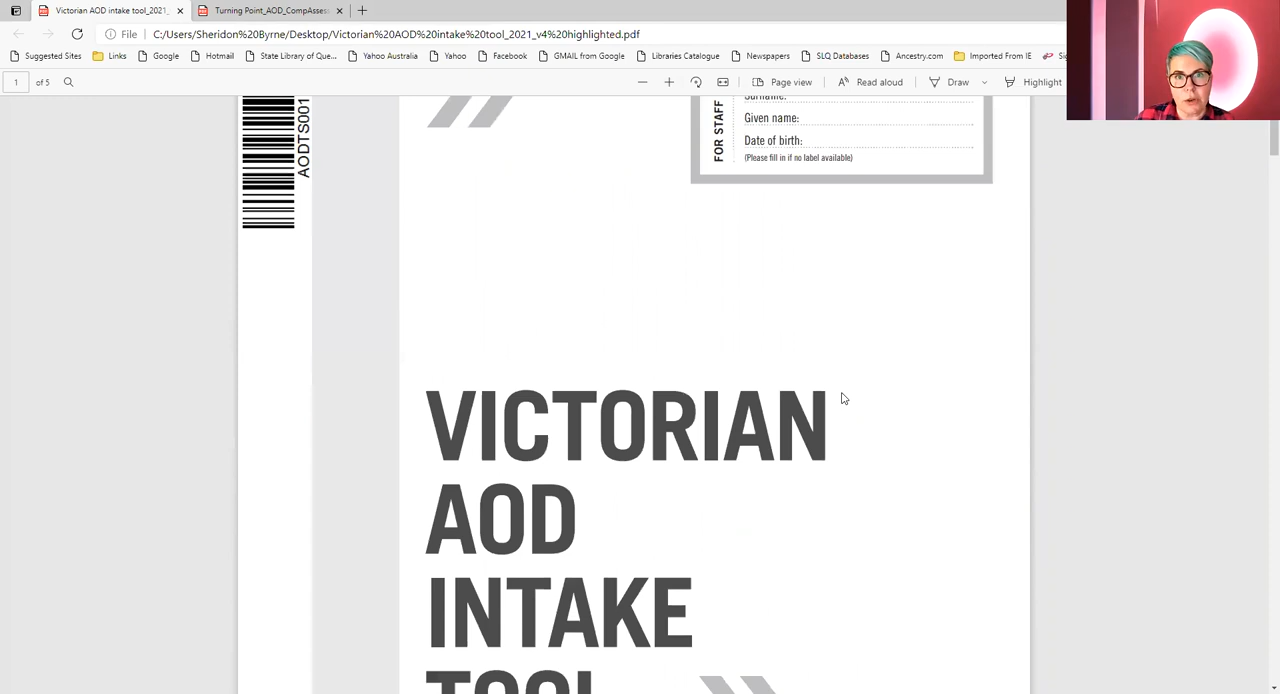 Victorian AOD intake tool_2021_
Turning Point_AOD_CompAssess
File
C:/Users/Sheridon%20Byrne/Desktop/Victorian%20AOD%20intake%20tool_2021_v4%20highlighted.pdf
Suggested Sites
Links
Google
Hotmail
State Library of Que...
Yahoo Australia
Yahoo
Facebook
GMAIL from Google
Libraries Catalogue
Newspapers
SLQ Databases
Ancestry.com
Imported From IE
1 of 5
Page view
Read aloud
Draw
Highlight
AODTS001
FOR STAFF
Surname:
Given name:
Date of birth:
(Please fill in if no label available)
VICTORIAN
AOD
INTAKE
TOOL